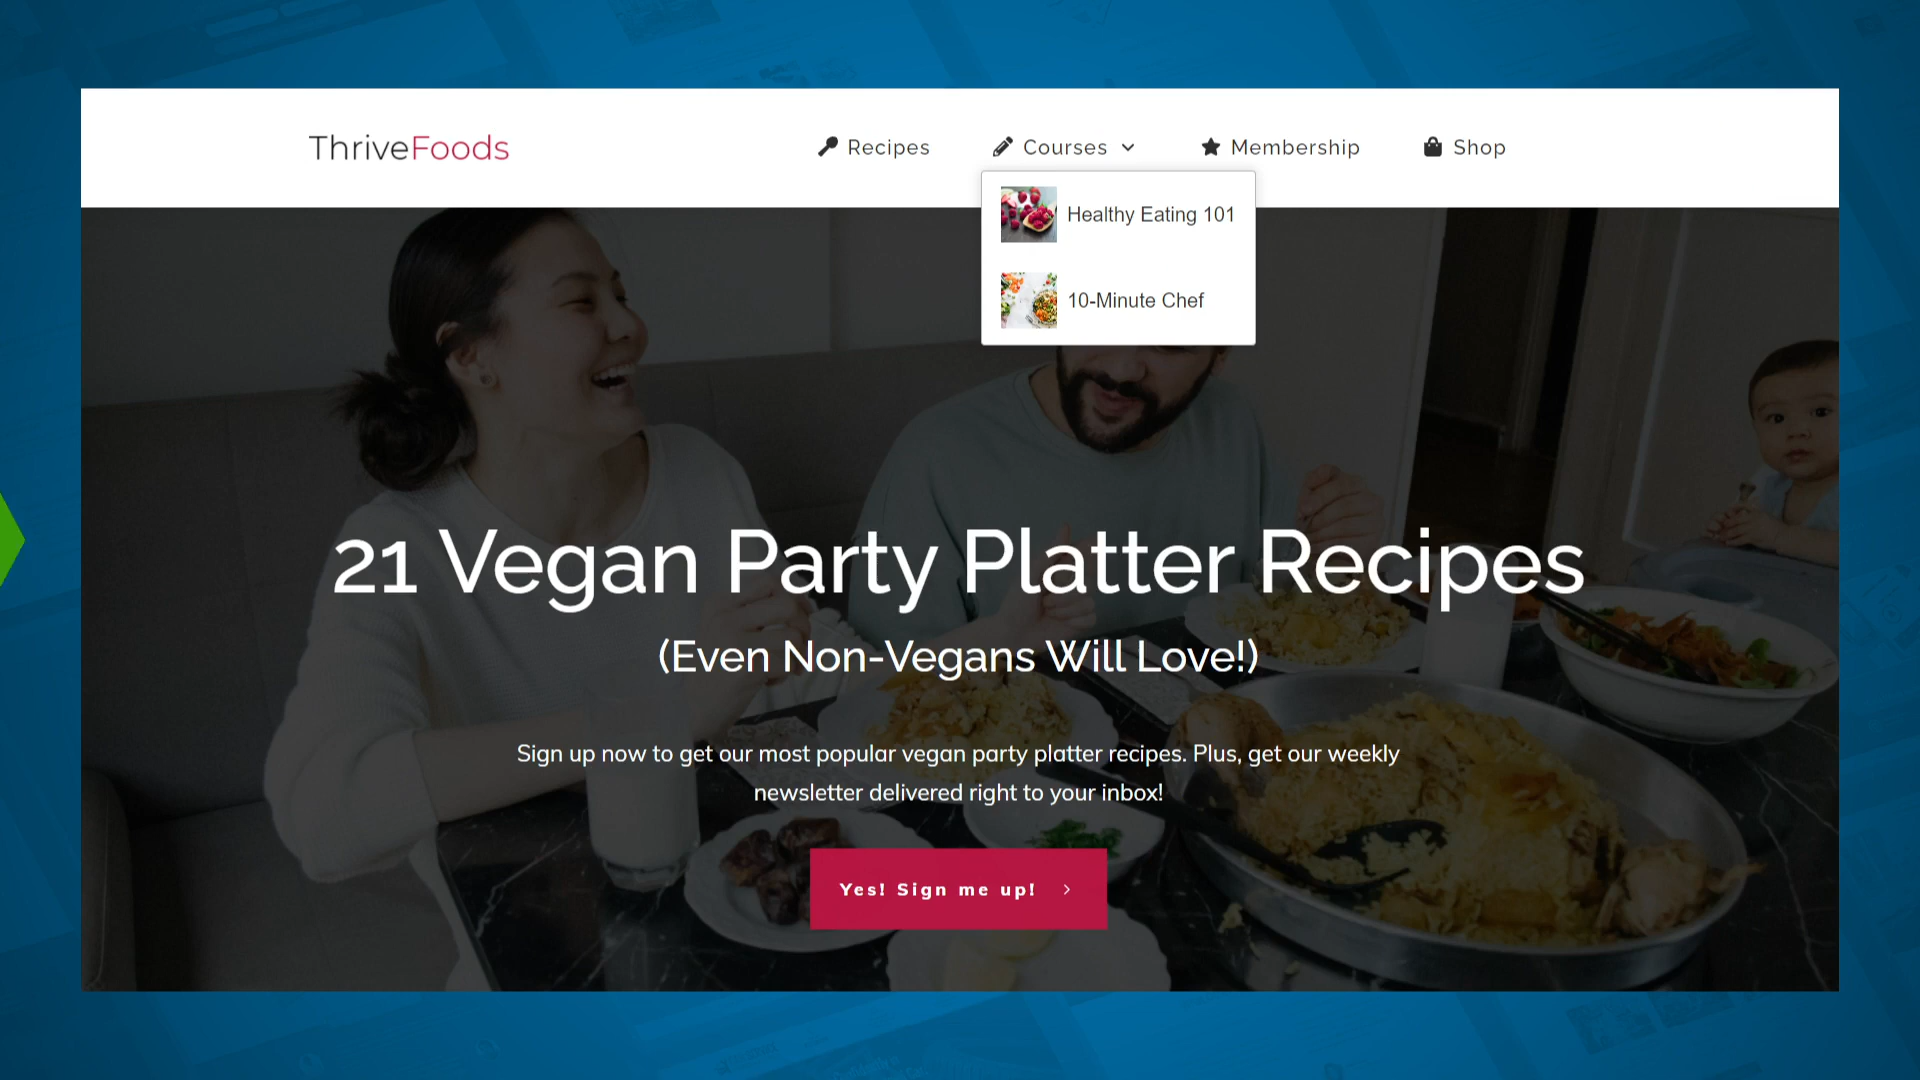 ThriveFoods
Recipes
Courses
Membership
Shop
Healthy Eating 101
10-Minute Chef
21 Vegan Party Platter Recipes
(Even Non-Vegans Will Love!)
Sign up now to get our most popular vegan party platter recipes. Plus, get our weekly
newsletter delivered right to your inbox!
Yes! Sign me up!